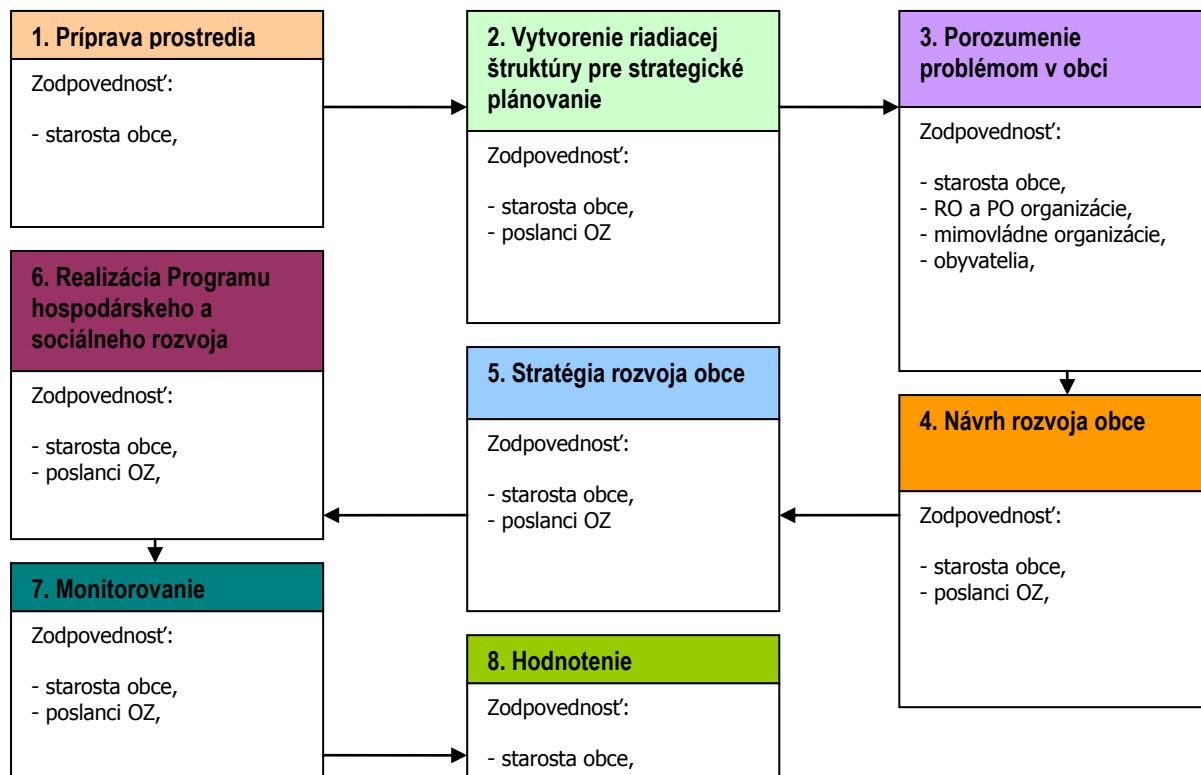 1. Príprava prostredia
Zodpovednosť:
- starosta obce,
2. Vytvorenie riadiacej
štruktúry pre strategické
plánovanie
Zodpovednosť:
- starosta obce,
- poslanci OZ
3. Porozumenie
problémom v obci
Zodpovednosť:
- starosta obce,
- RO a PO organizácie,
- mimovládne organizácie,
- obyvatelia,
4. Návrh rozvoja obce
Zodpovednosť:
- starosta obce,
- poslanci OZ,
5. Stratégia rozvoja obce
Zodpovednosť:
- starosta obce,
- poslanci OZ
6. Realizácia Programu
hospodárskeho a
sociálneho rozvoja
Zodpovednosť:
- starosta obce,
- poslanci OZ,
7. Monitorovanie
Zodpovednosť:
- starosta obce,
- poslanci OZ,
8. Hodnotenie
Zodpovednosť:
- starosta obce,